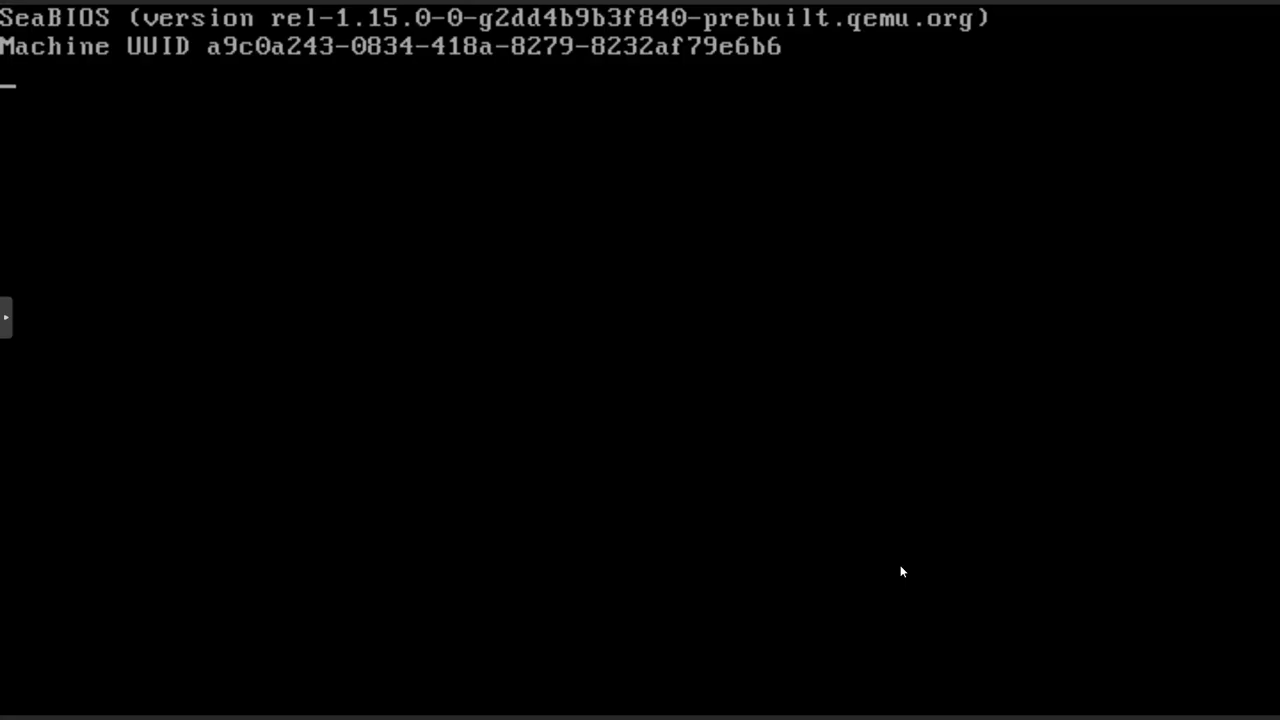 SeaBIOS (version rel-1.15.0-0-g2dd4b9b3f840-prebuilt.qemu.org)
Machine UUID a9c0a243-0834-418a-8279-8232af79e6b6